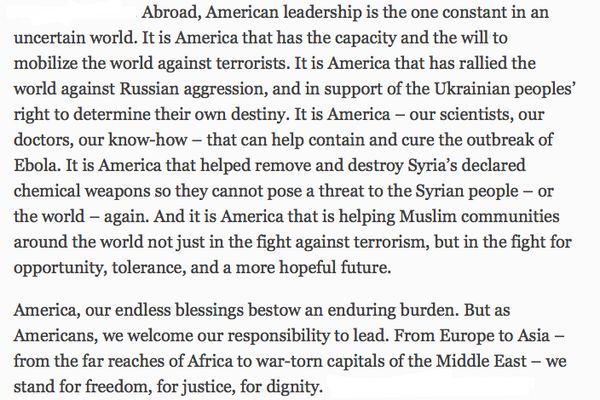 Abroad, American leadership is the one constant in an
uncertain world. It is America that has the capacity and the will to
mobilize the world against terrorists. It is America that has rallied the
world against Russian aggression, and in support of the Ukrainian peoples’
right to determine their own destiny. It is America – our scientists, our
doctors, our know-how – that can help contain and cure the outbreak of
Ebola. It is America that helped remove and destroy Syria’s declared
chemical weapons so they cannot pose a threat to the Syrian people – or
the world – again. And it is America that is helping Muslim communities
around the world not just in the fight against terrorism, but in the fight for
opportunity, tolerance, and a more hopeful future.
America, our endless blessings bestow an enduring burden. But as
Americans, we welcome our responsibility to lead. From Europe to Asia –
from the far reaches of Africa to war-torn capitals of the Middle East – we
stand for freedom, for justice, for dignity.